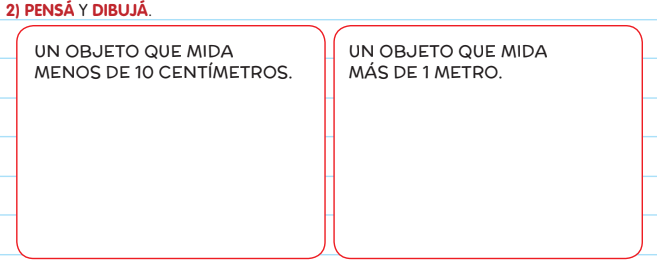 2) PENSÁ Y DIBUJÁ.
UN OBJETO QUE MIDA
MENOS DE 10 CENTÍMETROS.
UN OBJETO QUE MIDA
MÁS DE 1 METRO.